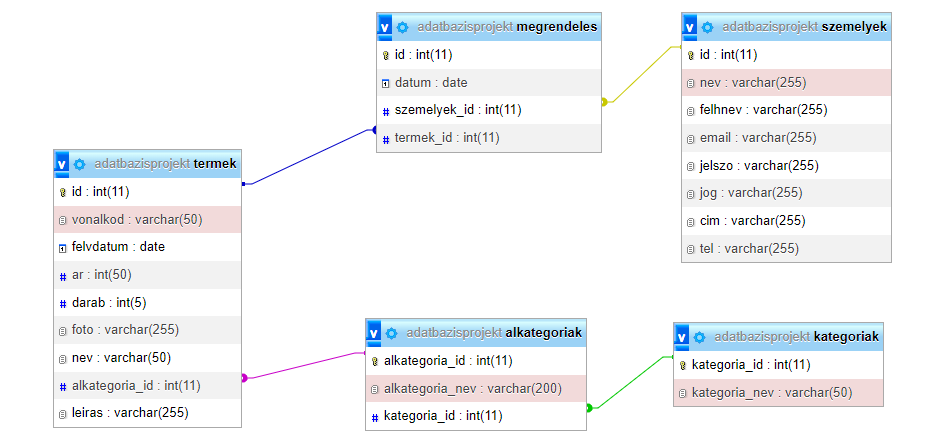 adatbazisprojekt megrendeles
id : int(11)
datum : date
szemelyek_id : int(11)
termek_id : int(11)
adatbazisprojekt szemelyek
id : int(11)
nev : varchar(255)
felhnev : varchar(255)
email : varchar(255)
jelszo : varchar(255)
jog : varchar(255)
cim : varchar(255)
tel : varchar(255)
adatbazisprojekt termek
id : int(11)
vonalkod : varchar(50)
felvdatum : date
ar : int(50)
darab : int(5)
foto : varchar(255)
nev : varchar(50)
alkategoria_id : int(11)
leiras : varchar(255)
adatbazisprojekt alkategoriak
alkategoria_id : int(11)
alkategoria_nev : varchar(200)
kategoria_id : int(11)
adatbazisprojekt kategoriak
kategoria_id : int(11)
kategoria_nev : varchar(50)